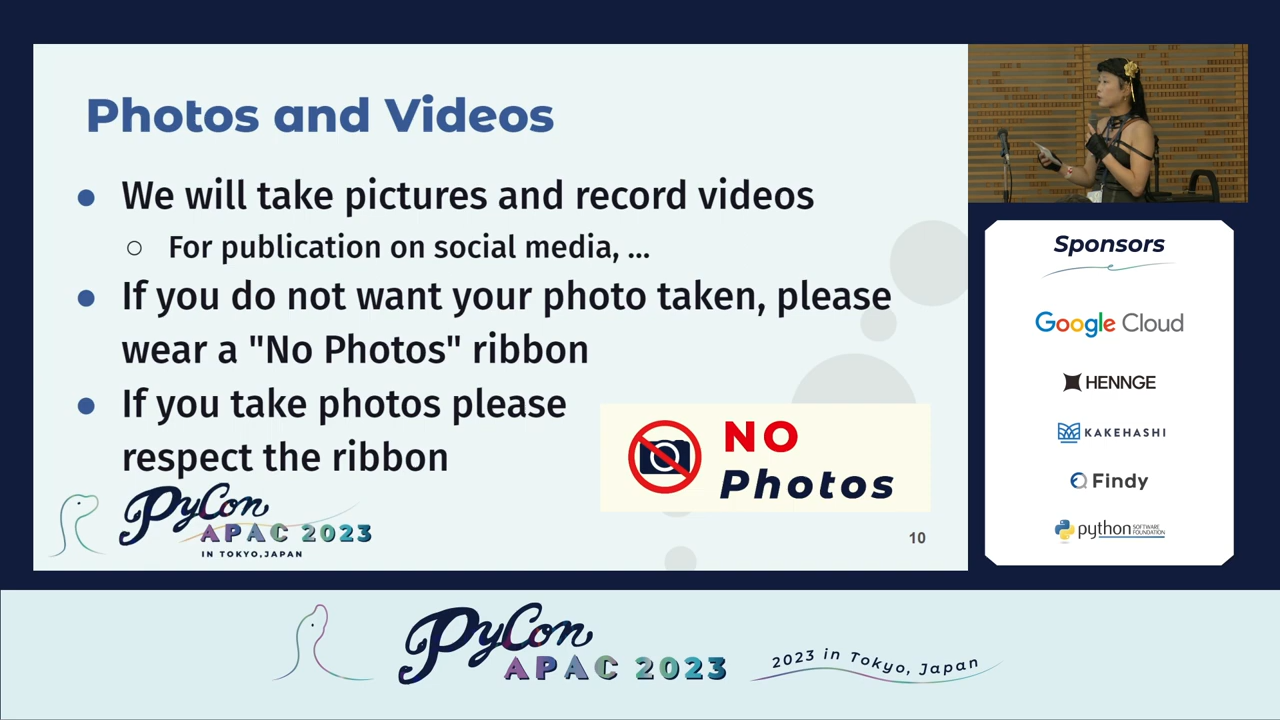 Photos and Videos
● We will take pictures and record videos
○ For publication on social media, ...
● If you do not want your photo taken, please
wear a "No Photos" ribbon
● If you take photos please
respect the ribbon
NO
Photos
PyCon
APAC 2023
IN TOKYO,JAPAN
10
Sponsors
Google Cloud
HENNGE
KAKEHASHI
Findy
python SOFTWARE
FOUNDATION
PyCon
APAC 2023
2023 in Tokyo, Japan